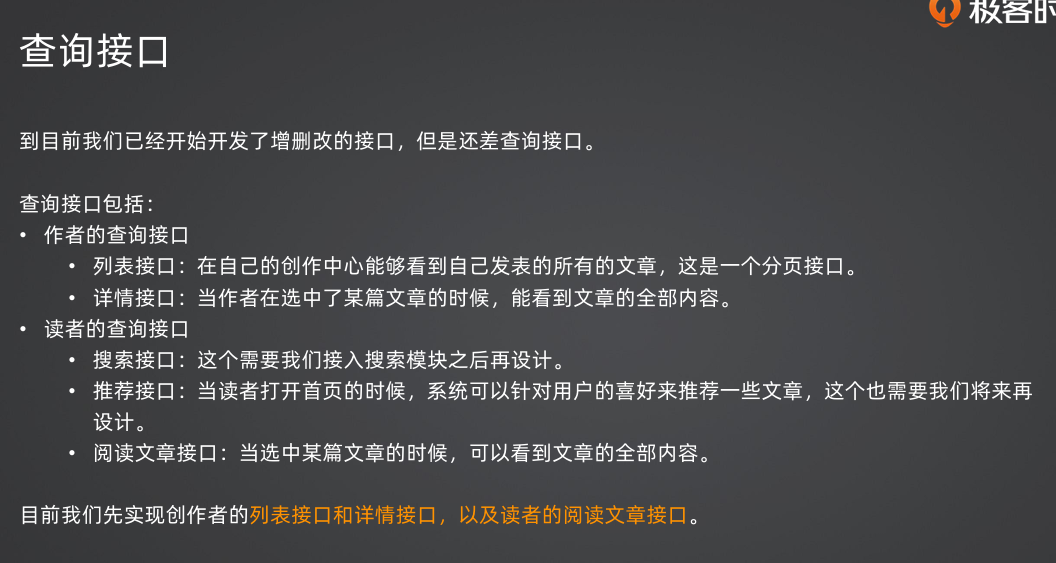 极客时
查询接口
到目前我们已经开始开发了增删改的接口，但是还差查询接口。
查询接口包括：
• 作者的查询接口
• 列表接口：在自己的创作中心能够看到自己发表的所有的文章，这是一个分页接口。
• 详情接口：当作者在选中了某篇文章的时候，能看到文章的全部内容。
• 读者的查询接口
• 搜索接口：这个需要我们接入搜索模块之后再设计。
• 推荐接口：当读者打开首页的时候，系统可以针对用户的喜好来推荐一些文章，这个也需要我们将来再
设计。
• 阅读文章接口：当选中某篇文章的时候，可以看到文章的全部内容。
目前我们先实现创作者的列表接口和详情接口，以及读者的阅读文章接口。